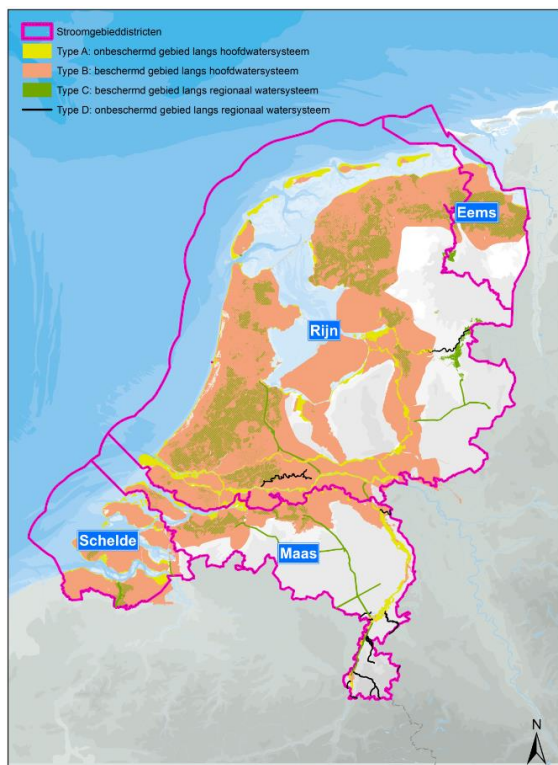 Stroomgebieddistricten
Type A: onbeschermd gebied langs hoofdwatersysteem
Type B: beschermd gebied langs hoofdwatersysteem
Type C: beschermd gebied langs regionaal watersysteem
Type D: onbeschermd gebied langs regionaal watersysteem
Eems
Rijn
Schelde
Maas
N